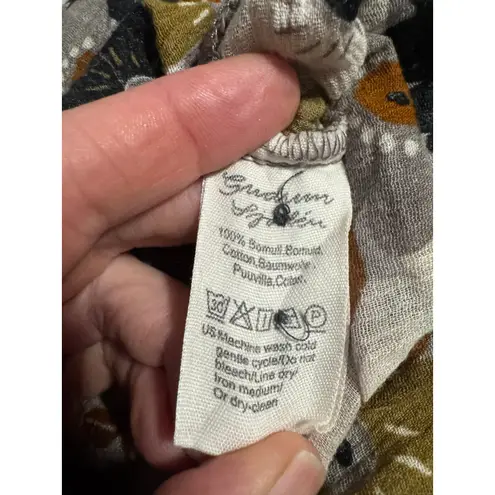 Gudrun
Sjödén
100% Bomull,Bomuld,
Cotton,Baumwolle,
Puuvilla,Coton.
30 P
US:Machine wash cold
gentle cycle/Do not
bleach/Line dry/
Iron medium/
Or dry-clean